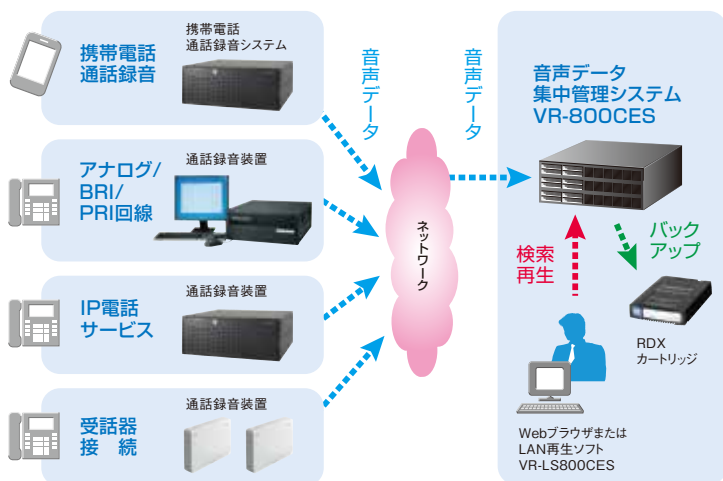 携帯電話
通話録音
携帯電話
通話録音システム
アナログ/
BRI/
PRI回線
通話録音装置
IP電話
サービス
通話録音装置
受話器
接　続
通話録音装置
音声データ
ネットワーク
音声データ
音声データ
集中管理システム
VR-800CES
検索
再生
バック
アップ
RDX
カートリッジ
Webブラウザまたは
LAN再生ソフト
VR-LS800CES